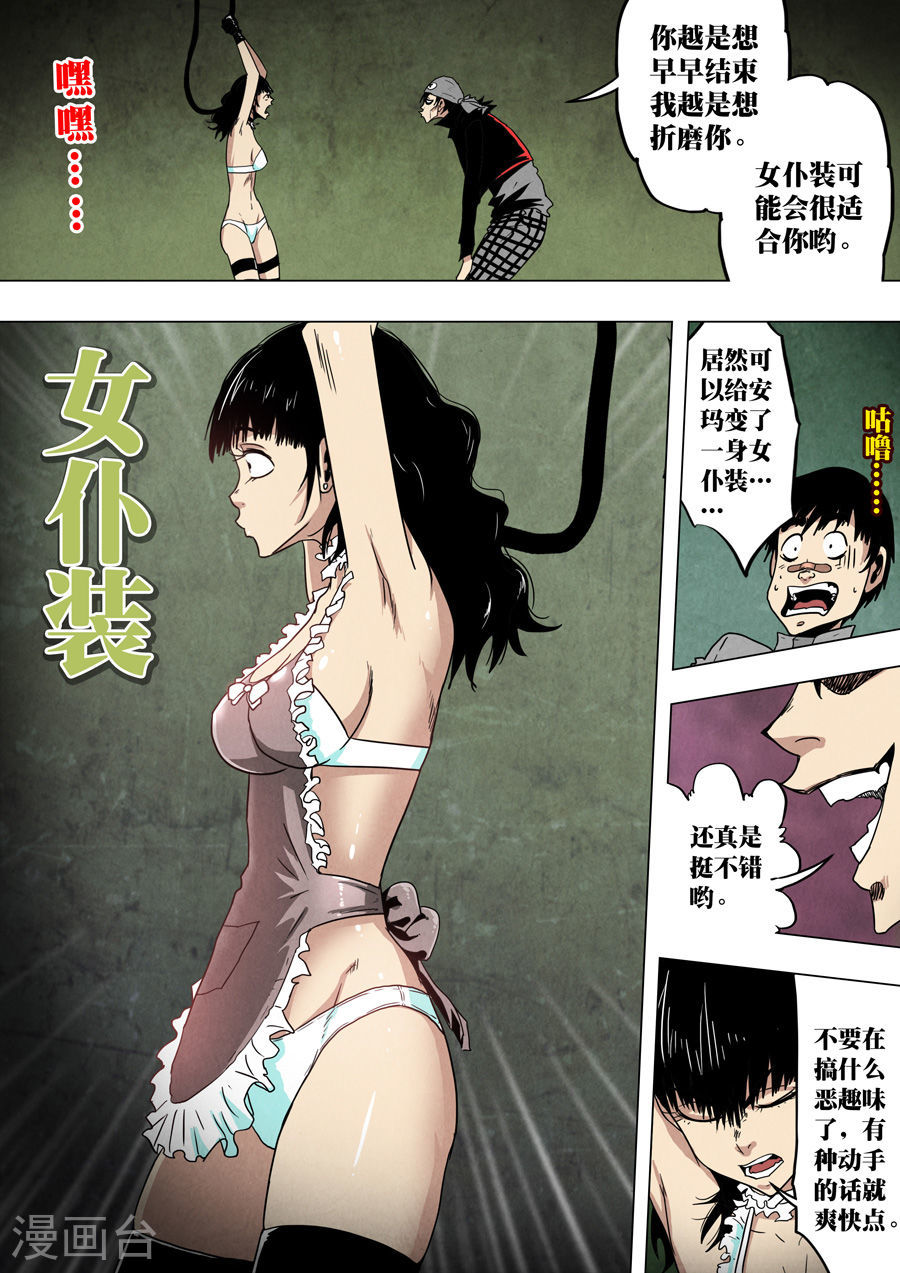 你越是想
早早结束
我越是想
折磨你。
女仆装可
能会很适
合你哟。
嘿
嘿
……
女仆装
居然可
以给安
玛变了
一身女
仆装…
…
咕噜……
还真是
挺不错
哟。
不要在
搞什么
恶趣味
了，有
种动手
的话就
爽快点。
漫画台